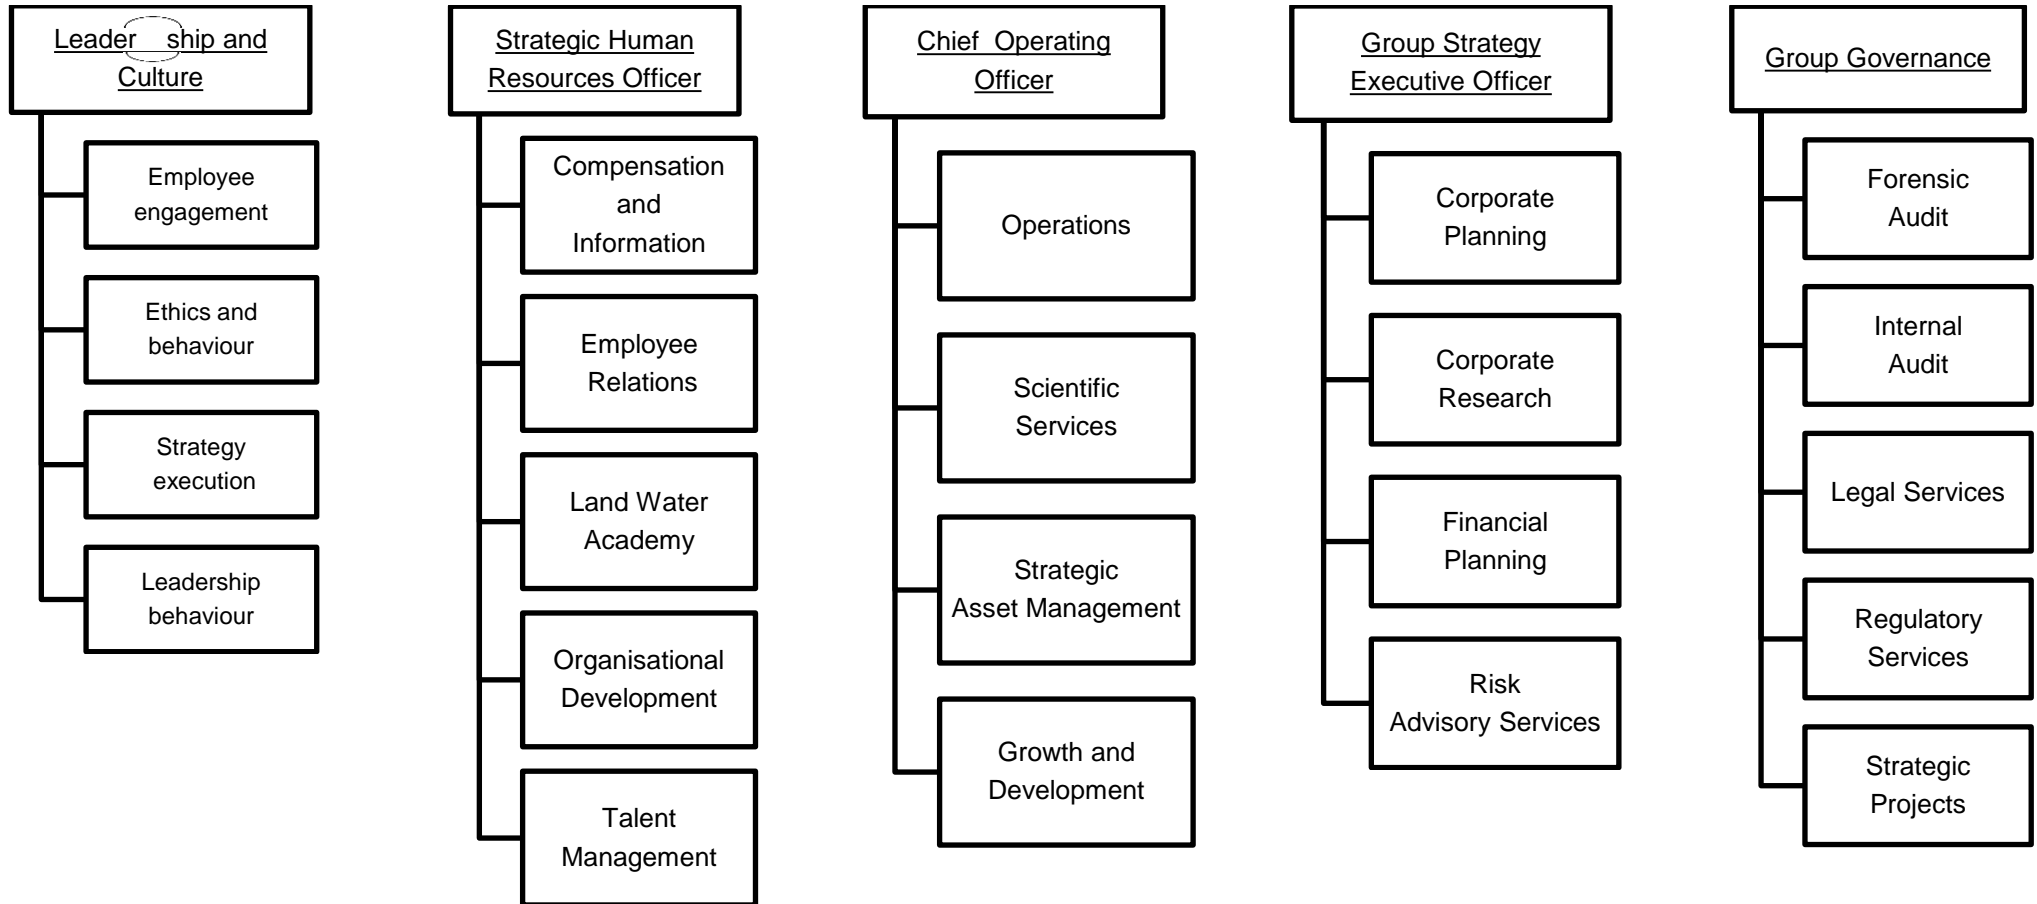 Leader ship and
Culture
Employee
engagement
Ethics and
behaviour
Strategy
execution
Leadership
behaviour
Strategic Human
Resources Officer
Compensation
and
Information
Employee
Relations
Land Water
Academy
Organisational
Development
Talent
Management
Chief Operating
Officer
Operations
Scientific
Services
Strategic
Asset Management
Growth and
Development
Group Strategy
Executive Officer
Corporate
Planning
Corporate
Research
Financial
Planning
Risk
Advisory Services
Group Governance
Forensic
Audit
Internal
Audit
Legal Services
Regulatory
Services
Strategic
Projects